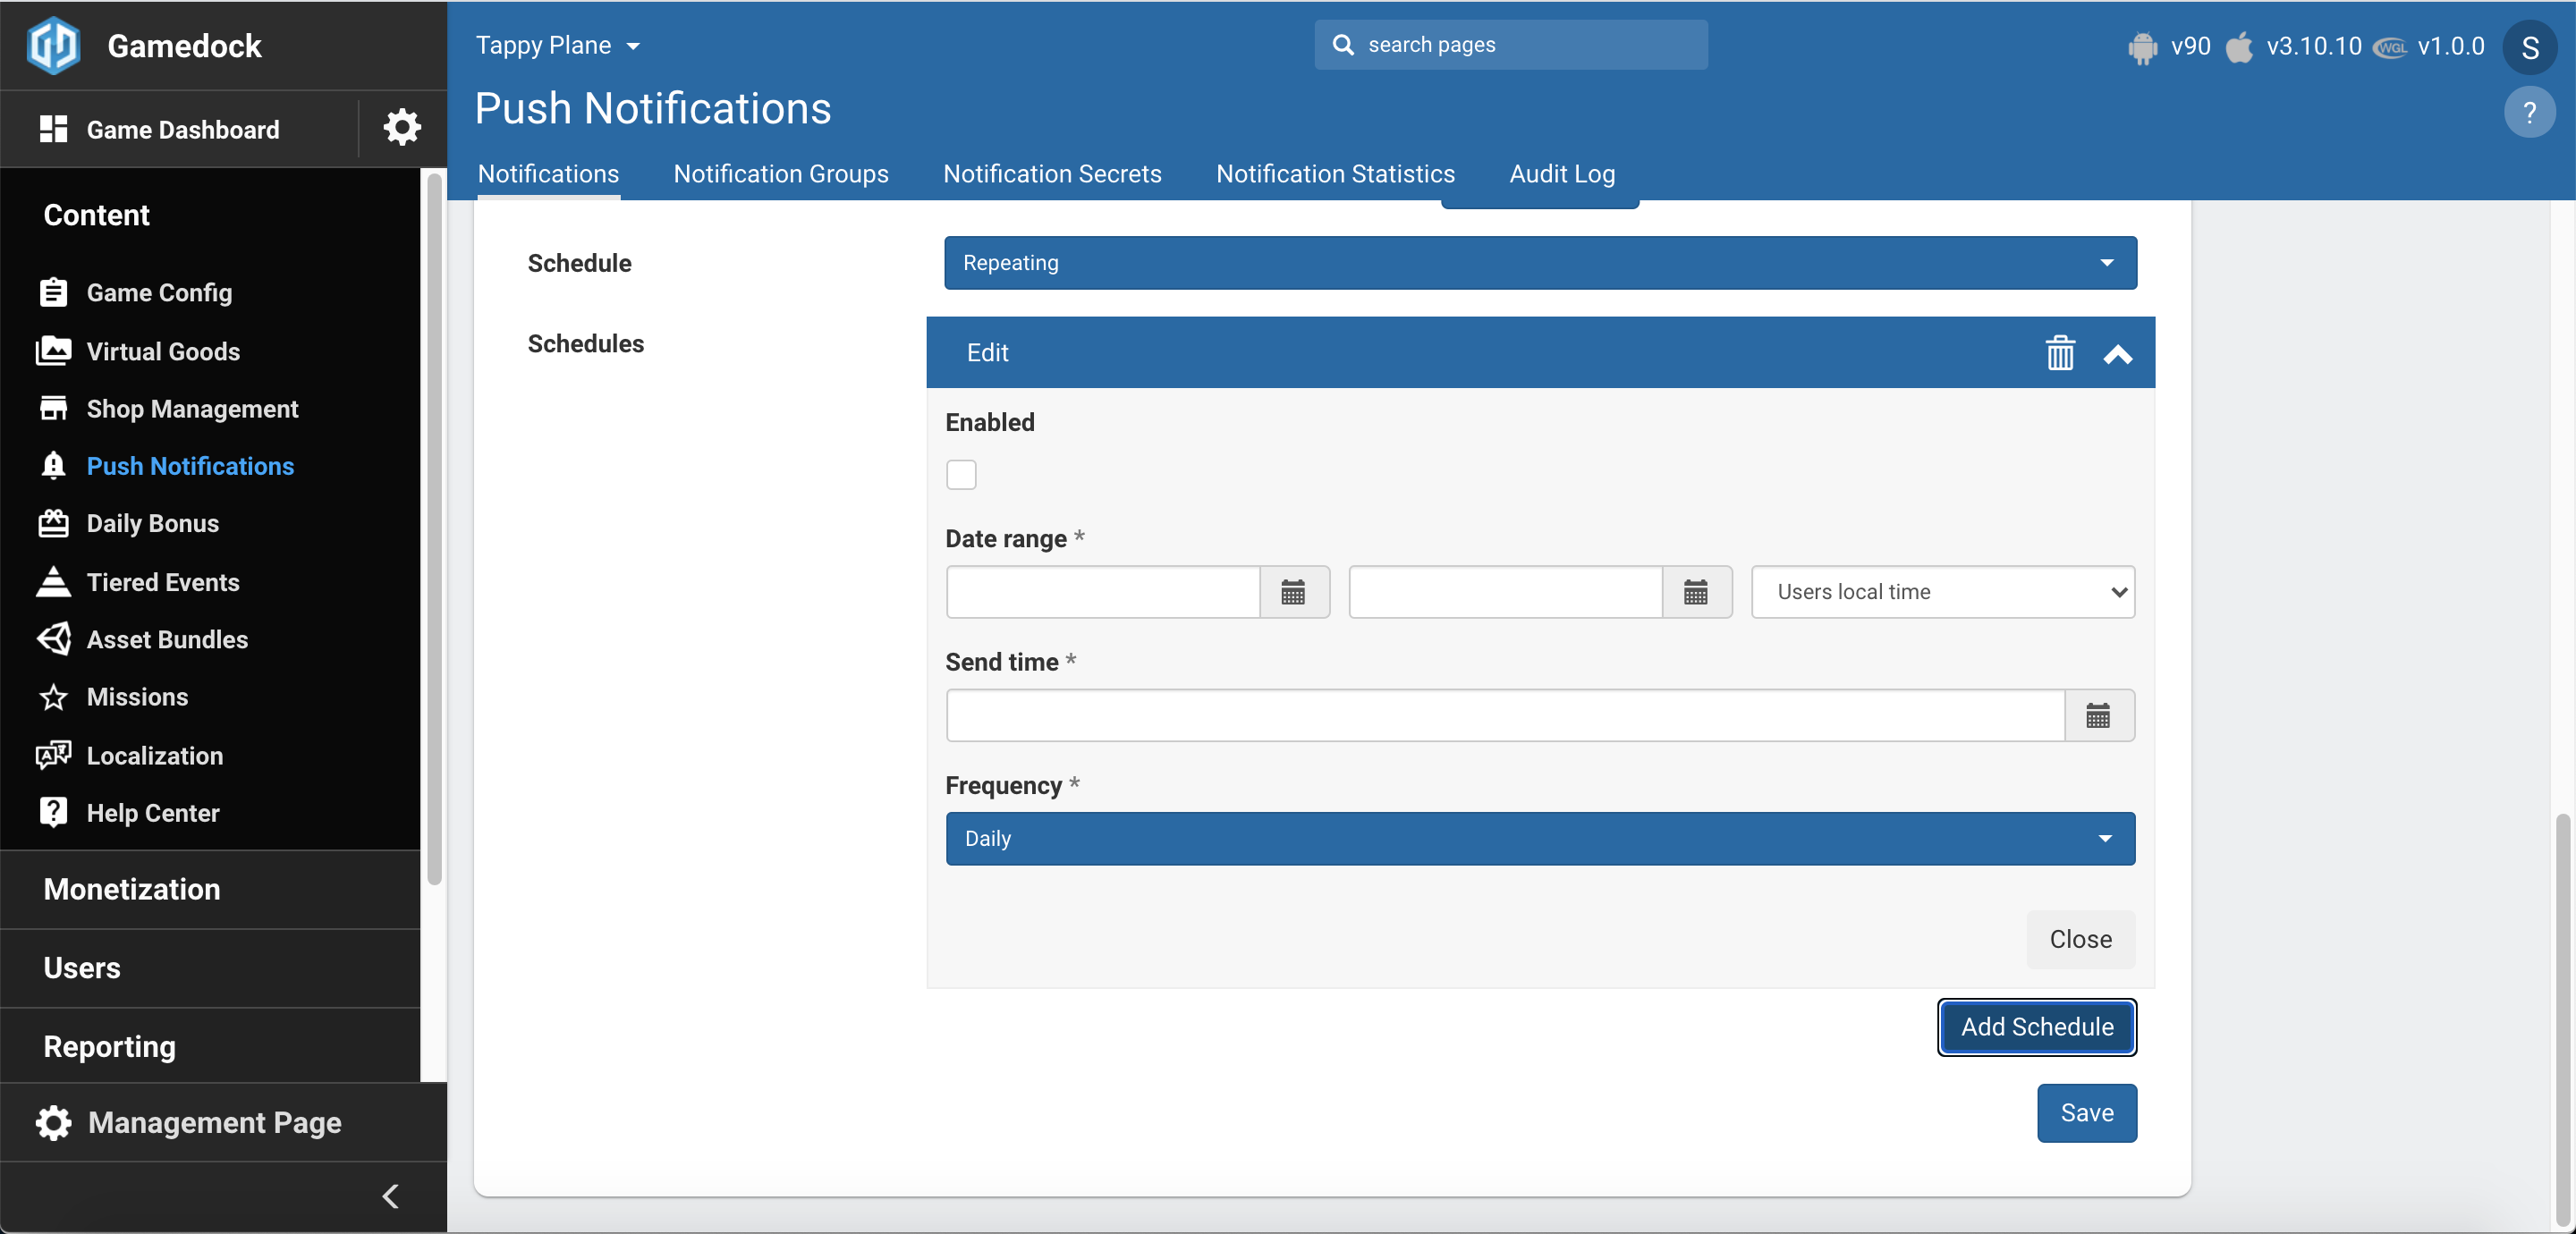 Gamedock
Tappy Plane
search pages
v90
v3.10.10
WGL
v1.0.0
S
Game Dashboard
Push Notifications
?
Notifications
Notification Groups
Notification Secrets
Notification Statistics
Audit Log
Content
Game Config
Virtual Goods
Shop Management
Push Notifications
Daily Bonus
Tiered Events
Asset Bundles
Missions
Localization
Help Center
Monetization
Users
Reporting
Management Page
Schedule
Repeating
Schedules
Edit
Enabled
Date range *
Users local time
Send time *
Frequency *
Daily
Close
Add Schedule
Save